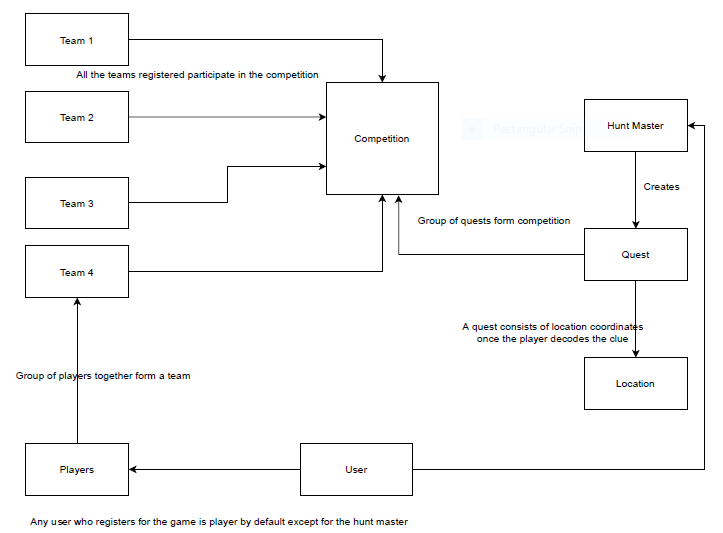 Team 1
All the teams registered participate in the competition
Team 2
Competition
Rectangular Snip
Hunt Master
Creates
Team 3
Group of quests form competition
Team 4
Quest
A quest consists of location coordinates
once the player decodes the clue
Location
Group of players together form a team
Players
User
Any user who registers for the game is player by default except for the hunt master